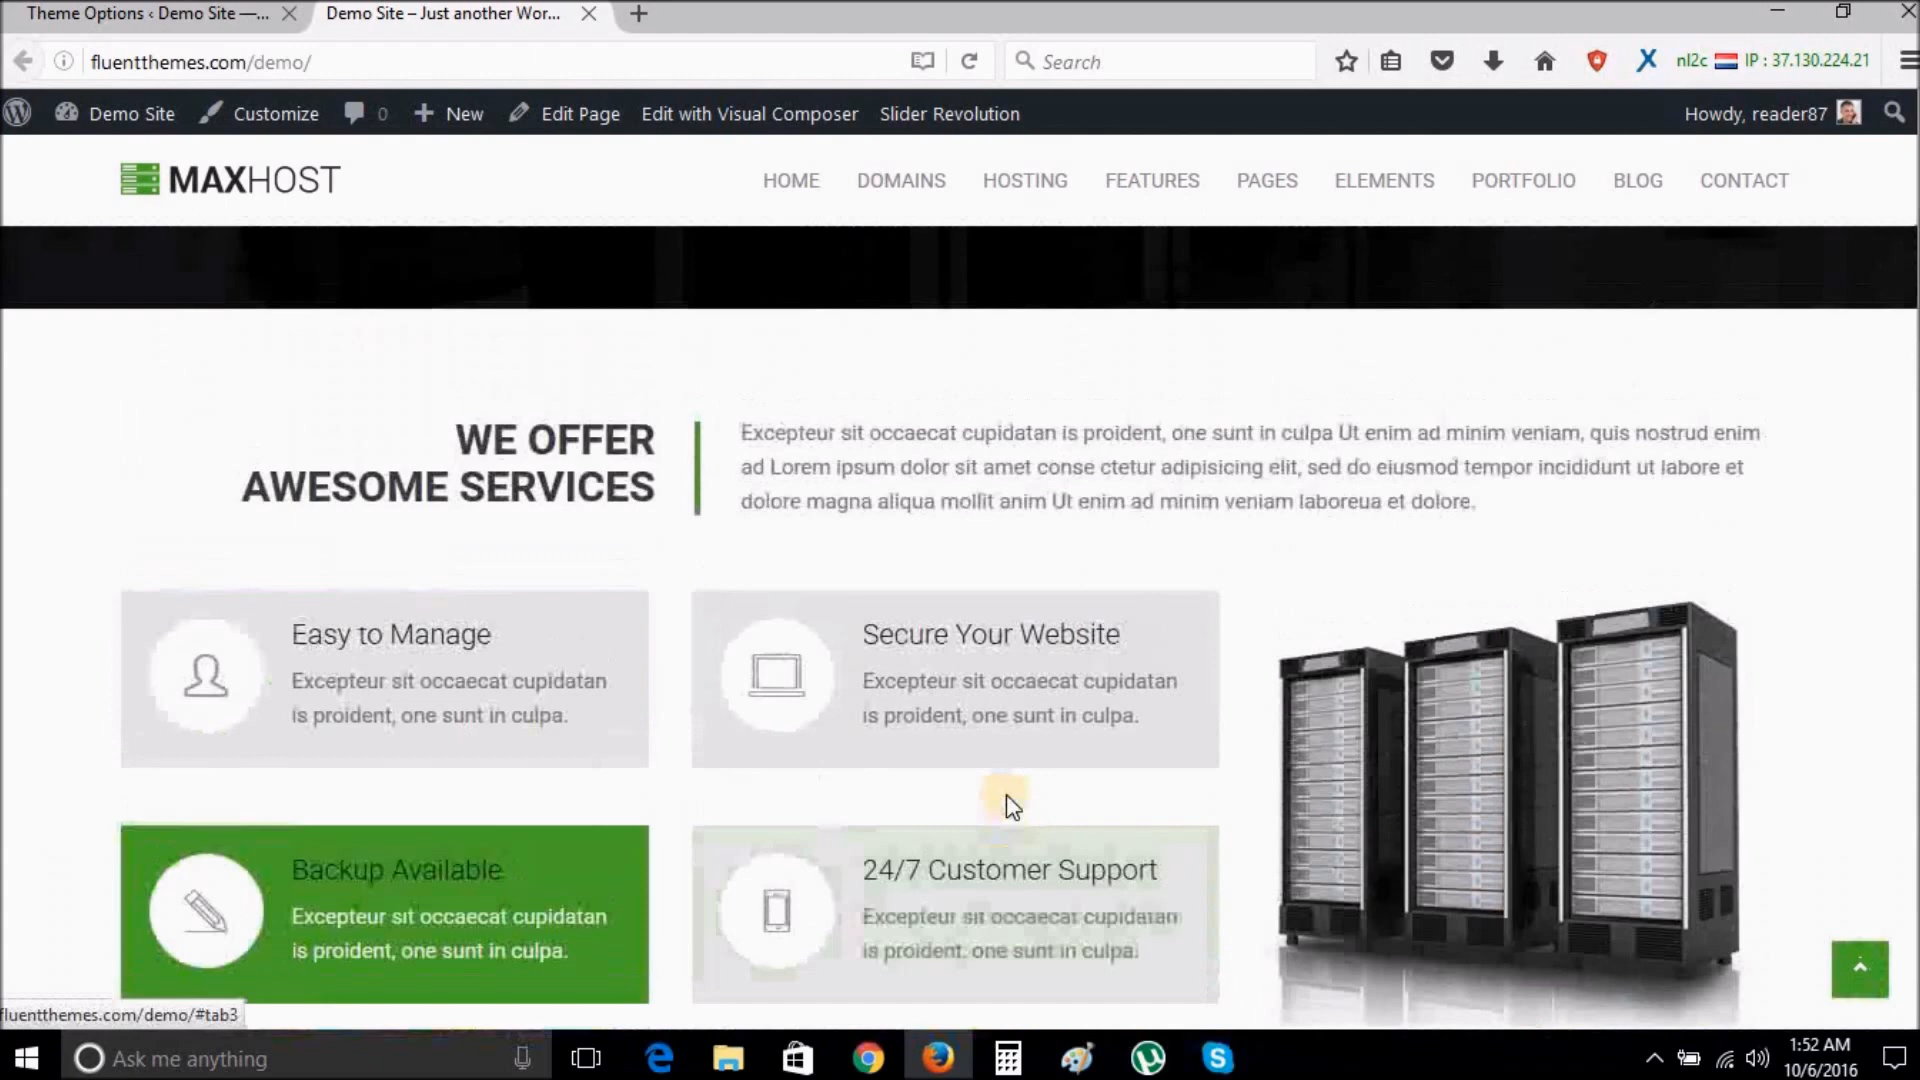 Theme Options ‹ Demo Site —...
Demo Site – Just another Wor...
fluentthemes.com/demo/
Search
nl2c
IP : 37.130.224.21
Demo Site
Customize
0
New
Edit Page
Edit with Visual Composer
Slider Revolution
Howdy, reader87
MAXHOST
HOME
DOMAINS
HOSTING
FEATURES
PAGES
ELEMENTS
PORTFOLIO
BLOG
CONTACT
WE OFFER
AWESOME SERVICES
Excepteur sit occaecat cupidatan is proident, one sunt in culpa Ut enim ad minim veniam, quis nostrud enim
ad Lorem ipsum dolor sit amet conse ctetur adipisicing elit, sed do eiusmod tempor incididunt ut labore et
dolore magna aliqua mollit anim Ut enim ad minim veniam laboreua et dolore.
Easy to Manage
Excepteur sit occaecat cupidatan
is proident, one sunt in culpa.
Secure Your Website
Excepteur sit occaecat cupidatan
is proident, one sunt in culpa.
Backup Available
Excepteur sit occaecat cupidatan
is proident, one sunt in culpa.
24/7 Customer Support
Excepteur sit occaecat cupidatan
is proident. one sunt in culpa.
fluentthemes.com/demo/#tab3
Ask me anything
1:52 AM
10/6/2016